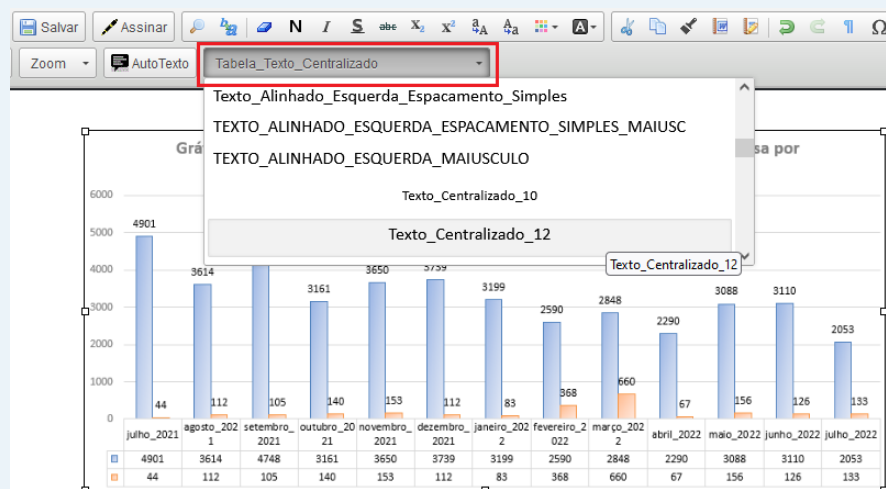 Salvar Assinar N I S abc X₂ X² A
Zoom AutoTexto Tabela_Texto_Centralizado
Texto_Alinhado_Esquerda_Espacamento_Simples
TEXTO_ALINHADO_ESQUERDA_ESPACAMENTO_SIMPLES_MAIUSC
TEXTO_ALINHADO_ESQUERDA_MAIUSCULO
Texto_Centralizado_10
Texto_Centralizado_12
Texto_Centralizado_12
sa por
6000
5000
4000
3000
2000
1000
0
4901 3614 3161 3650 3739 3199 2590 2848 2290 3088 3110 2053
44 112 105 140 153 112 83 368 660 67 156 126 133
julho_2021 agosto_2021 setembro_2021 outubro_2021 novembro_2021 dezembro_2021 janeiro_2022 fevereiro_2022 março_2022 abril_2022 maio_2022 junho_2022 julho_2022
4901 3614 4748 3161 3650 3739 3199 2590 2848 2290 3088 3110 2053
44 112 105 140 153 112 83 368 660 67 156 126 133